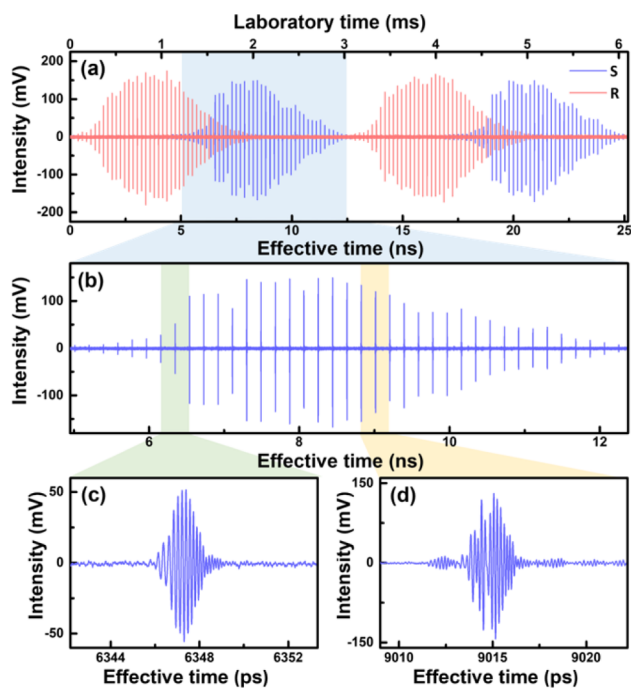 Laboratory time (ms)
0 1 2 3 4 5 6
(a)
S
R
Intensity (mV)
200
100
0
-100
-200
0 5 10 15 20 25
Effective time (ns)
(b)
Intensity (mV)
100
0
-100
6 8 10 12
Effective time (ns)
(c)
Intensity (mV)
50
0
-50
6344 6348 6352
Effective time (ps)
(d)
Intensity (mV)
150
0
-150
9010 9015 9020
Effective time (ps)